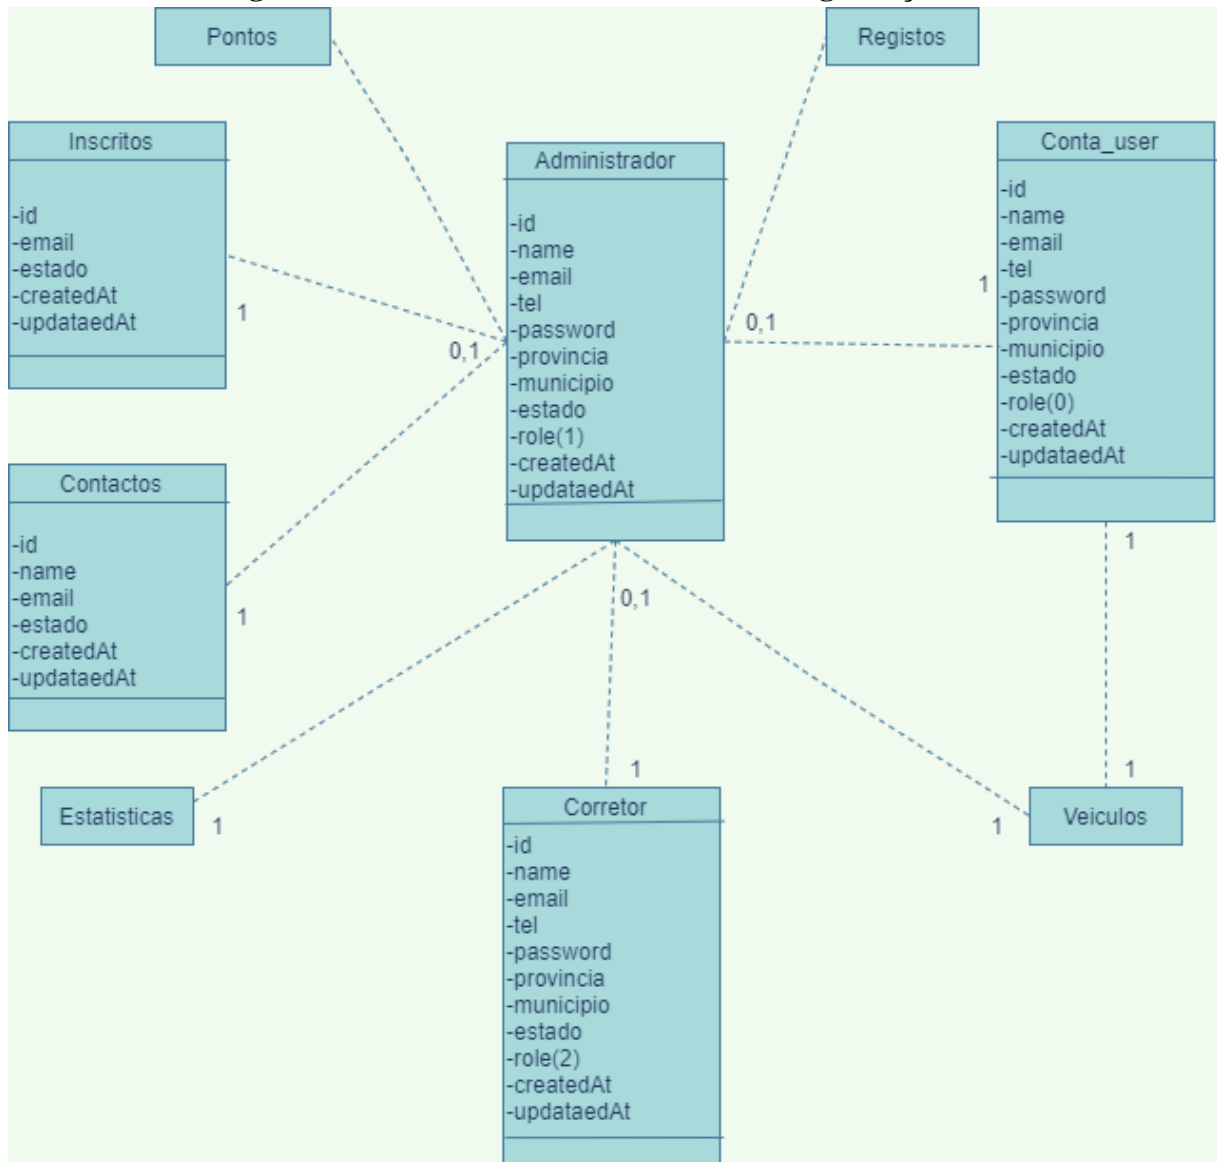 Pontos
Registos
Inscritos
-id
-email
-estado
-createdAt
-updataedAt
1
Administrador
-id
-name
-email
-tel
-password
-provincia
-municipio
-estado
-role(1)
-createdAt
-updataedAt
0,1
0,1
0,1
Conta_user
-id
-name
-email
-tel
-password
-provincia
-municipio
-estado
-role(0)
-createdAt
-updataedAt
1
1
Contactos
-id
-name
-email
-estado
-createdAt
-updataedAt
1
Estatisticas
1
1
Corretor
-id
-name
-email
-tel
-password
-provincia
-municipio
-estado
-role(2)
-createdAt
-updataedAt
1
1
Veiculos